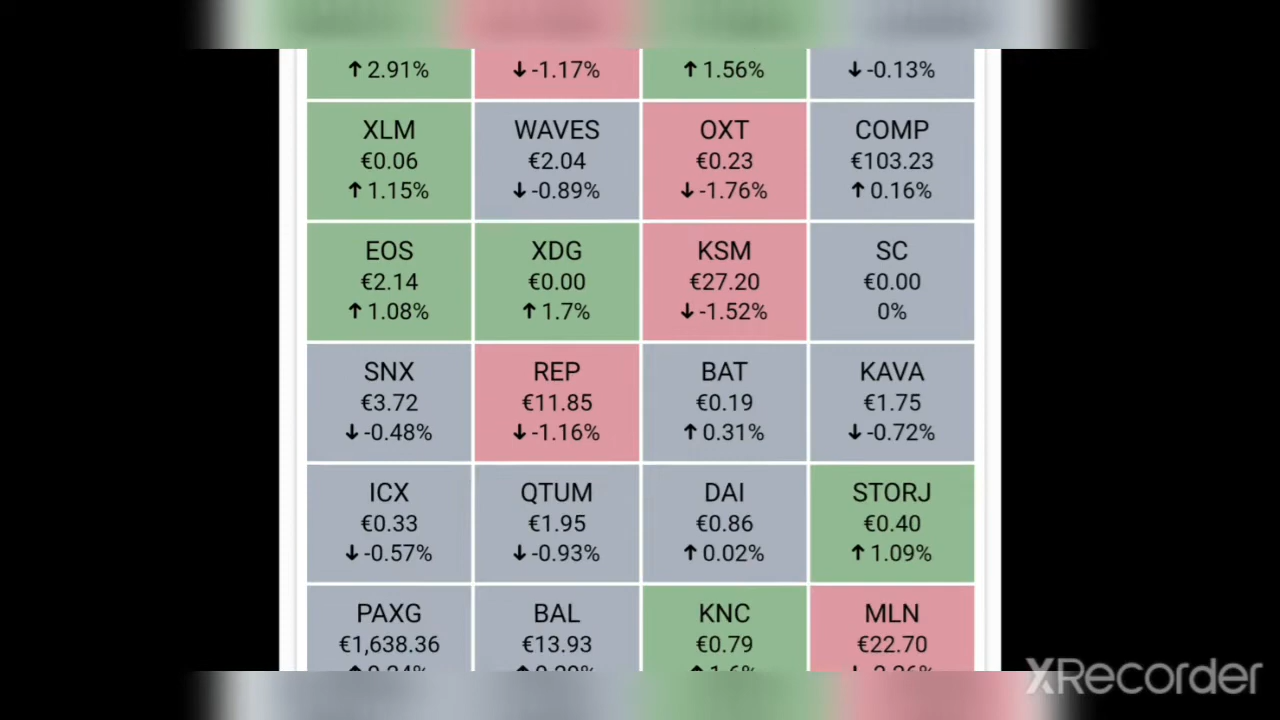 ↑ 2.91% ↓ -1.17% ↑ 1.56% ↓ -0.13%
XLM WAVES OXT COMP
€0.06 €2.04 €0.23 €103.23
↑ 1.15% ↓ -0.89% ↓ -1.76% ↑ 0.16%
EOS XDG KSM SC
€2.14 €0.00 €27.20 €0.00
↑ 1.08% ↑ 1.7% ↓ -1.52% 0%
SNX REP BAT KAVA
€3.72 €11.85 €0.19 €1.75
↓ -0.48% ↓ -1.16% ↑ 0.31% ↓ -0.72%
ICX QTUM DAI STORJ
€0.33 €1.95 €0.86 €0.40
↓ -0.57% ↓ -0.93% ↑ 0.02% ↑ 1.09%
PAXG BAL KNC MLN
€1,638.36 €13.93 €0.79 €22.70
XRecorder